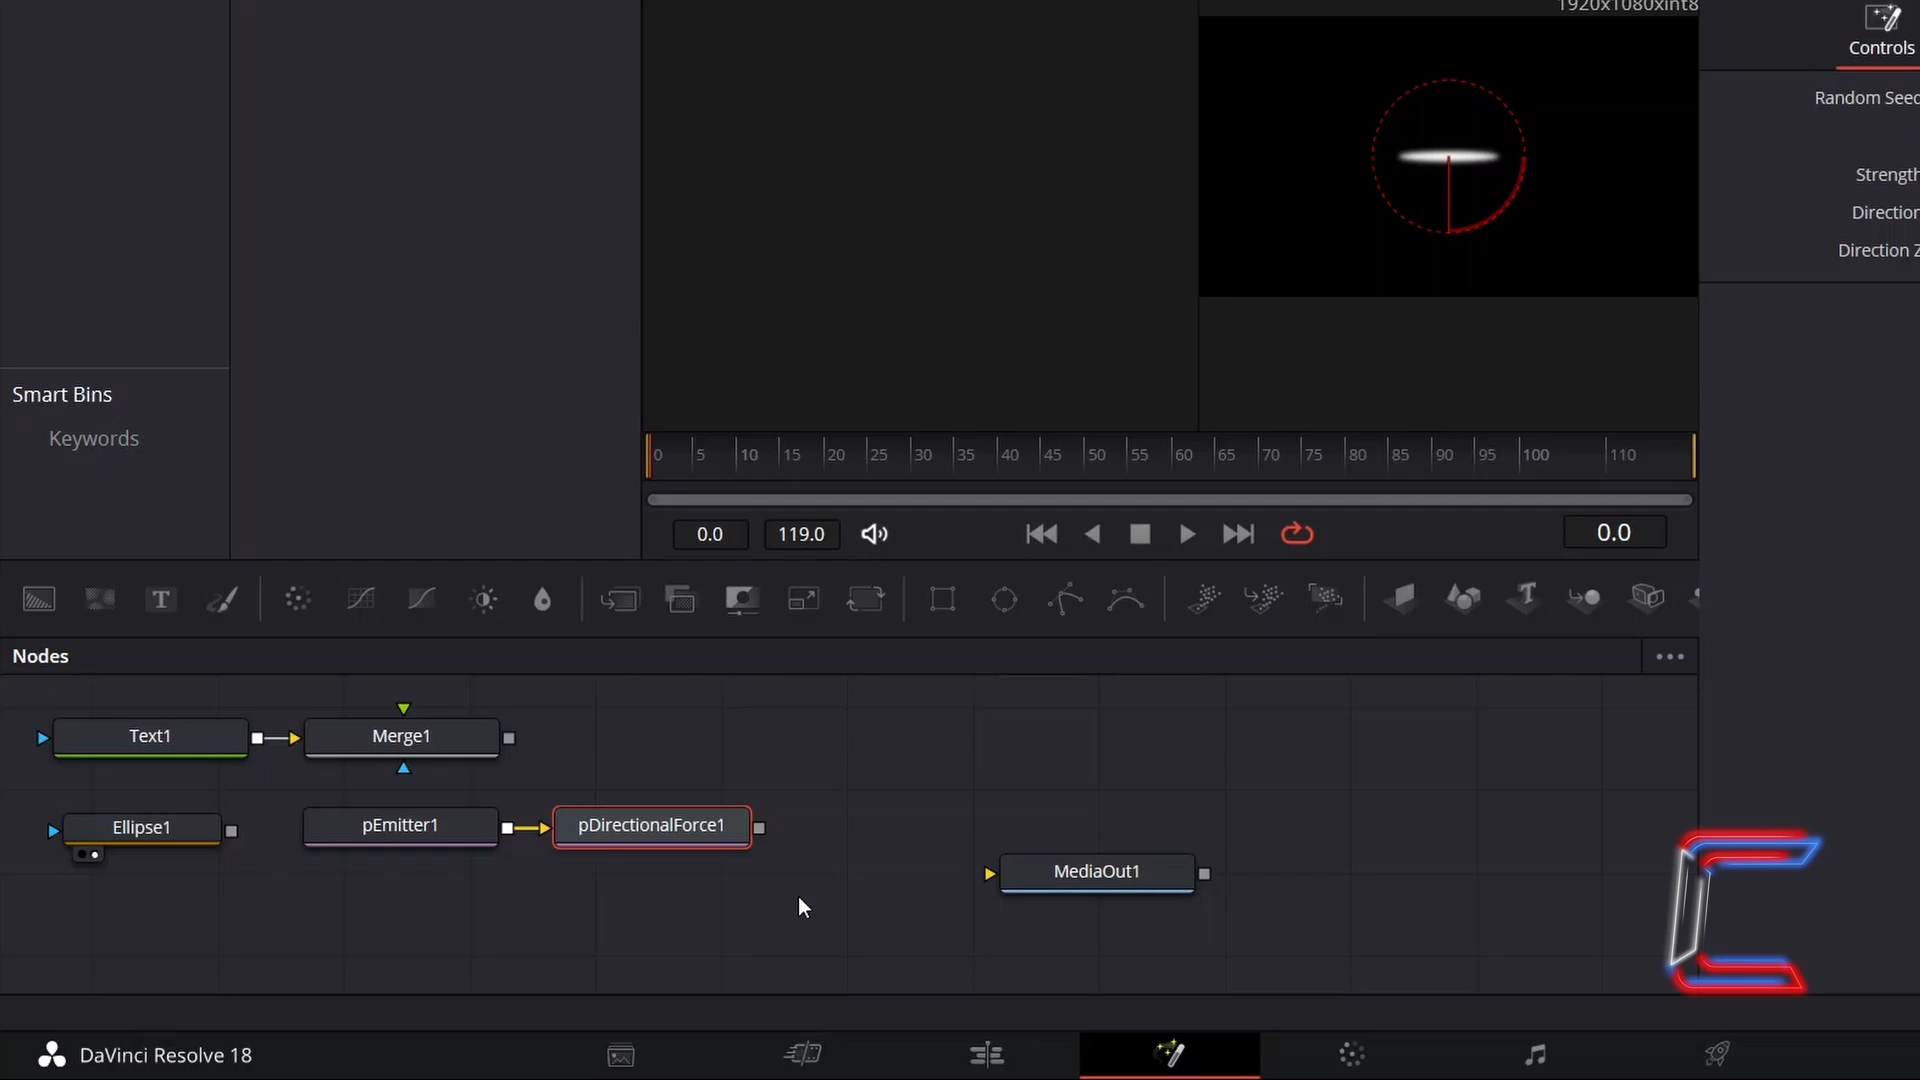 1920x1080xint8
Controls
Random Seed
Strength
Direction
Direction Z
Smart Bins
Keywords
0 5 10 15 20 25 30 35 40 45 50 55 60 65 70 75 80 85 90 95 100 110
0.0 119.0 0.0
T
Nodes
Text1 Merge1
Ellipse1 pEmitter1 pDirectionalForce1
MediaOut1
DaVinci Resolve 18